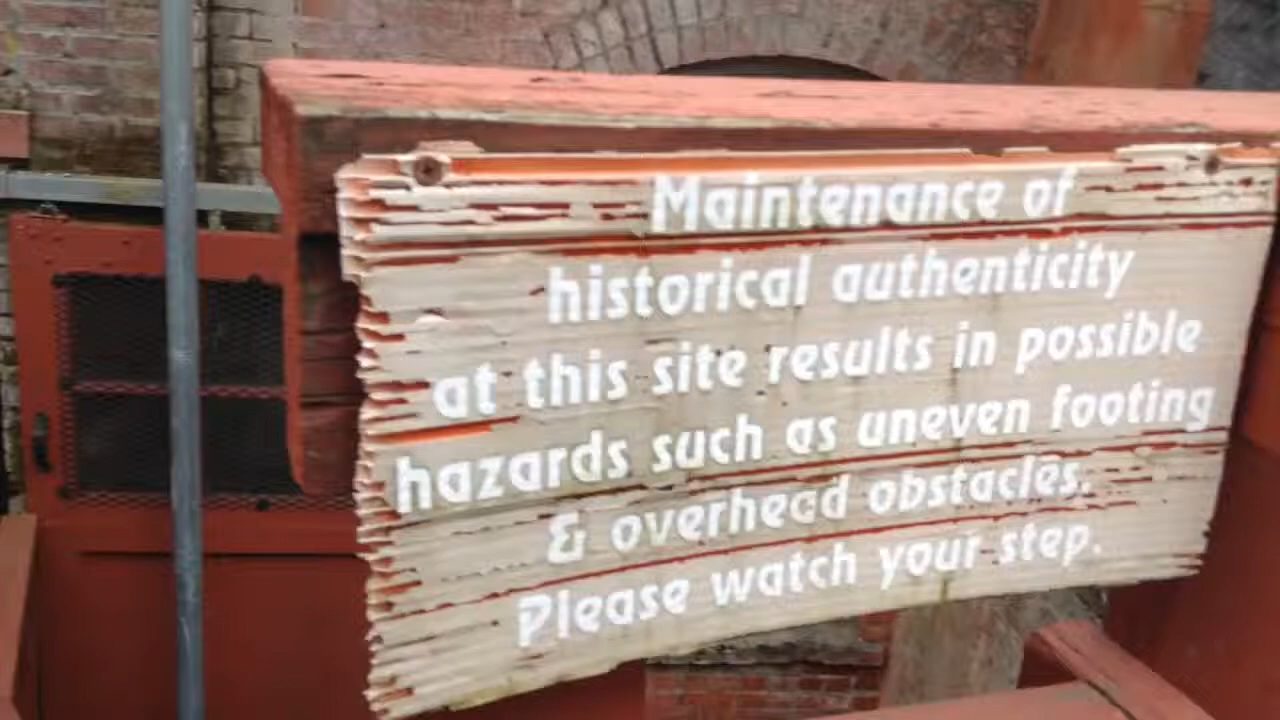 Maintenance of
historical authenticity
at this site results in possible
hazards such as uneven footing
& overhead obstacles.
Please watch your step.